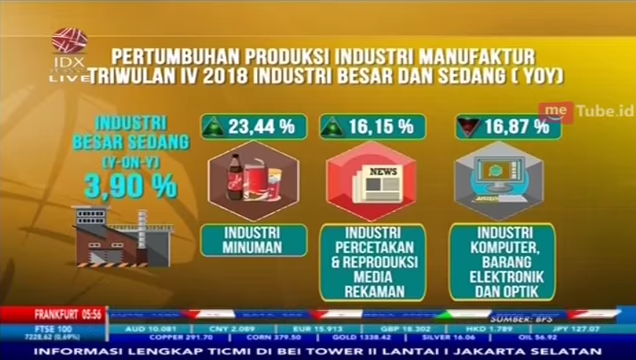 IDX
LIVE
PERTUMBUHAN PRODUKSI INDUSTRI MANUFAKTUR
TRIWULAN IV 2018 INDUSTRI BESAR DAN SEDANG ( YOY)
me Tube.id
INDUSTRI
BESAR SEDANG
(Y-ON-Y)
3,90 %
23,44 %
INDUSTRI
MINUMAN
16,15 %
NEWS
INDUSTRI
PERCETAKAN
& REPRODUKSI
MEDIA
REKAMAN
16,87 %
INDUSTRI
KOMPUTER,
BARANG
ELEKTRONIK
DAN OPTIK
SUMBER: BPS
FRANKFURT 05:56
FTSE 100
7228,62 (0,69%)
AUD 10.081 CNY 2.089 EUR 15.913 GBP 18.302 HKD 1.789 JPY 127.07
COPPER 291.70 CORN 379.50 GOLD 1338.42 SILVER 16.06 OIL 56.92
INFORMASI LENGKAP TICMI DI BEI TOWER II LANTAI I JAKARTA SELATAN